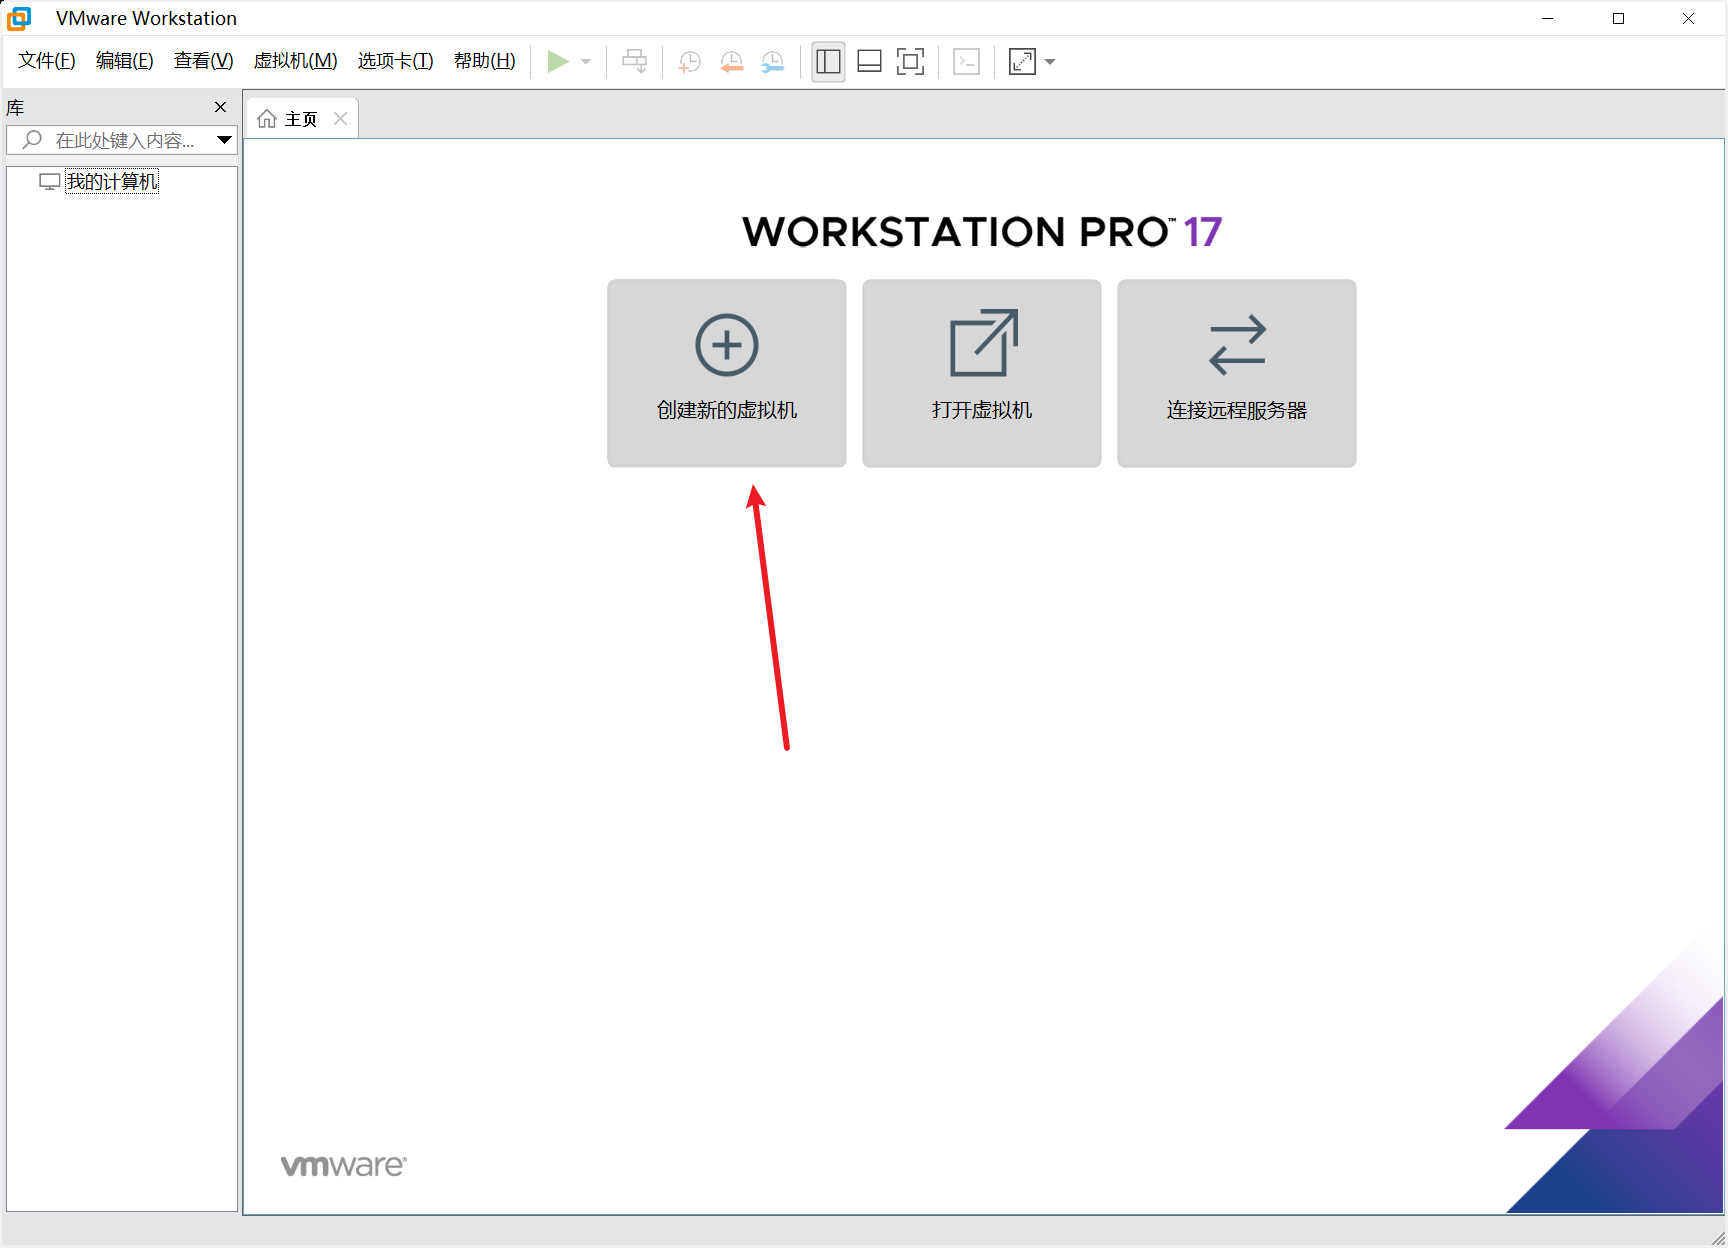 VMware Workstation
文件(F) 编辑(E) 查看(V) 虚拟机(M) 选项卡(T) 帮助(H)
库
主页
在此处键入内容...
我的计算机
WORKSTATION PRO™ 17
创建新的虚拟机 打开虚拟机 连接远程服务器
vmware®